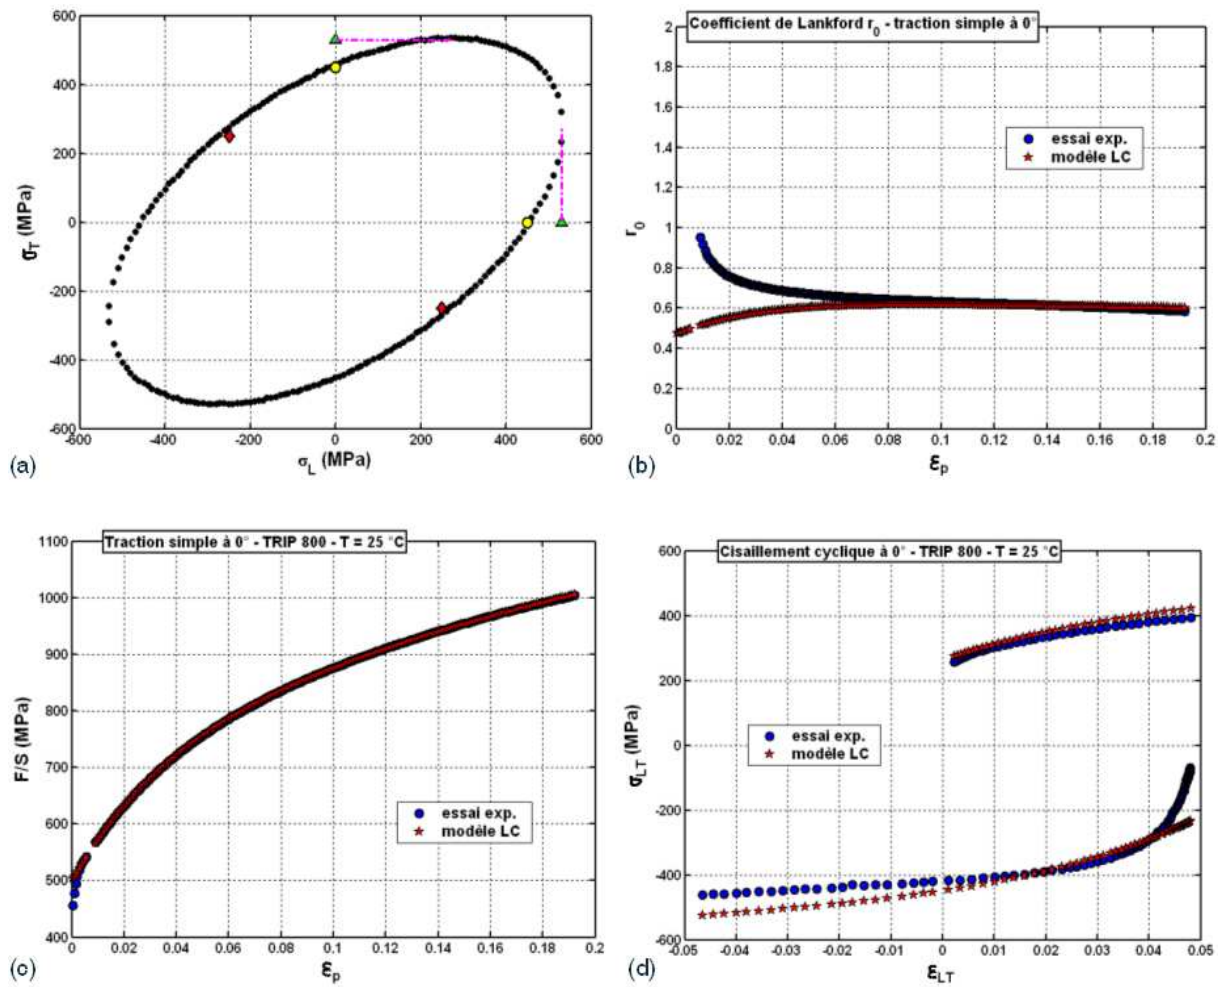 600
400
200
0
-200
-400
-600
σT (MPa)
-600 -400 -200 0 200 400 600
σL (MPa)
(a)
Coefficient de Lankford r0 - traction simple à 0°
2
1.8
1.6
1.4
1.2
1
0.8
0.6
0.4
0.2
0
r0
essai exp.
modèle LC
0 0.02 0.04 0.06 0.08 0.1 0.12 0.14 0.16 0.18 0.2
εp
(b)
Traction simple à 0° - TRIP 800 - T = 25 °C
1100
1000
900
800
700
600
500
400
F/S (MPa)
essai exp.
modèle LC
0 0.02 0.04 0.06 0.08 0.1 0.12 0.14 0.16 0.18 0.2
εp
(c)
Cisaillement cyclique à 0° - TRIP 800 - T = 25 °C
600
400
200
0
-200
-400
-600
σLT (MPa)
essai exp.
modèle LC
-0.05 -0.04 -0.03 -0.02 -0.01 0 0.01 0.02 0.03 0.04 0.05
εLT
(d)